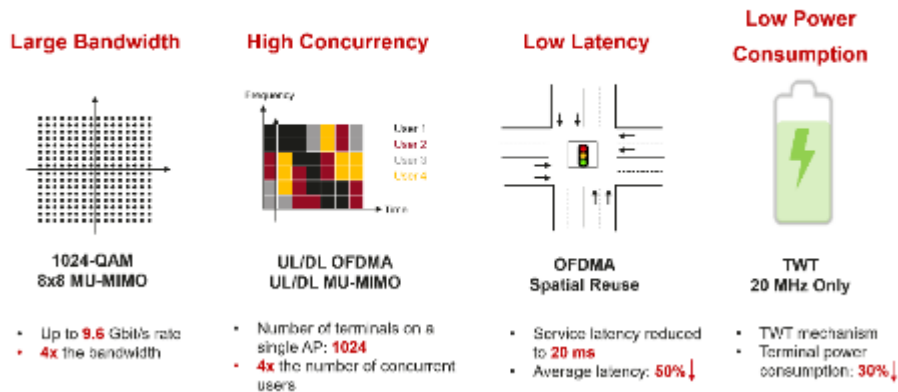 Large Bandwidth
1024-QAM
8x8 MU-MIMO
• Up to 9.6 Gbit/s rate
• 4x the bandwidth
High Concurrency
Frequency
User 1
User 2
User 3
User 4
Time
UL/DL OFDMA
UL/DL MU-MIMO
• Number of terminals on a
single AP: 1024
• 4x the number of concurrent
users
Low Latency
OFDMA
Spatial Reuse
• Service latency reduced
to 20 ms
• Average latency: 50%↓
Low Power
Consumption
TWT
20 MHz Only
• TWT mechanism
• Terminal power
consumption: 30%↓